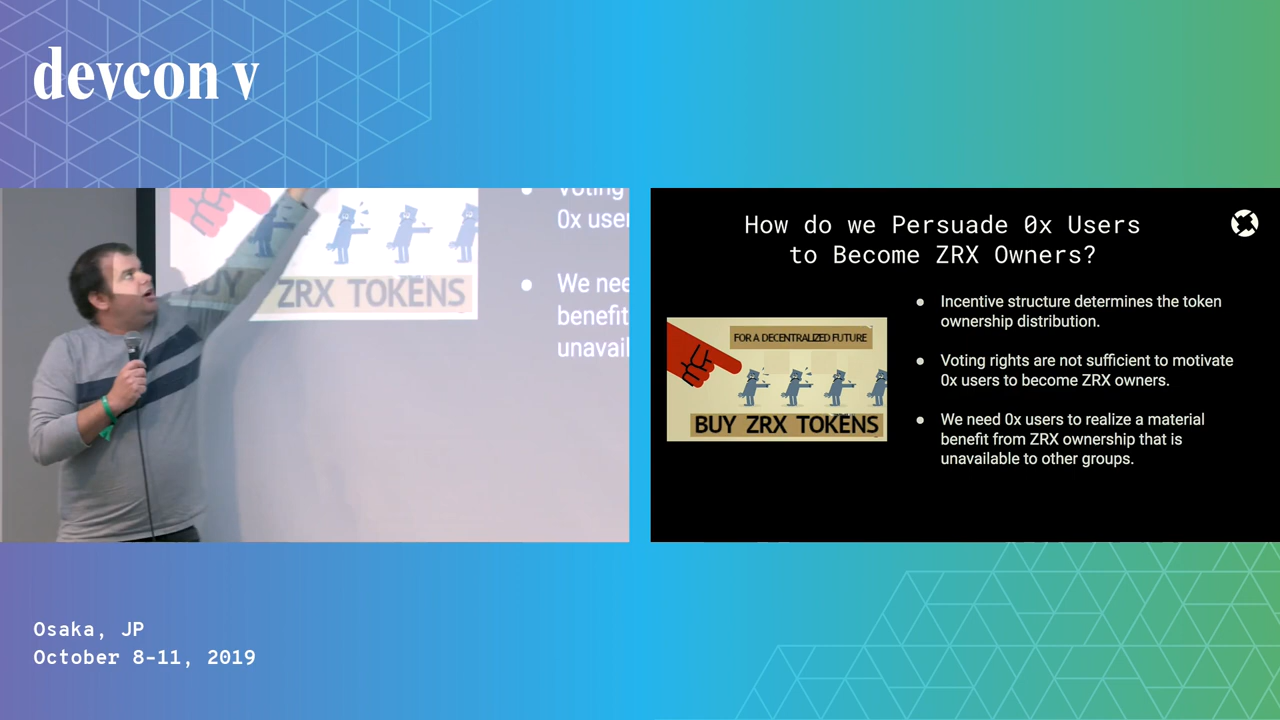 devcon v
Voting
0x user
We nee
benefit
unavail
BUY ZRX TOKENS
How do we Persuade 0x Users
to Become ZRX Owners?
FOR A DECENTRALIZED FUTURE
BUY ZRX TOKENS
● Incentive structure determines the token
ownership distribution.
● Voting rights are not sufficient to motivate
0x users to become ZRX owners.
● We need 0x users to realize a material
benefit from ZRX ownership that is
unavailable to other groups.
Osaka, JP
October 8-11, 2019